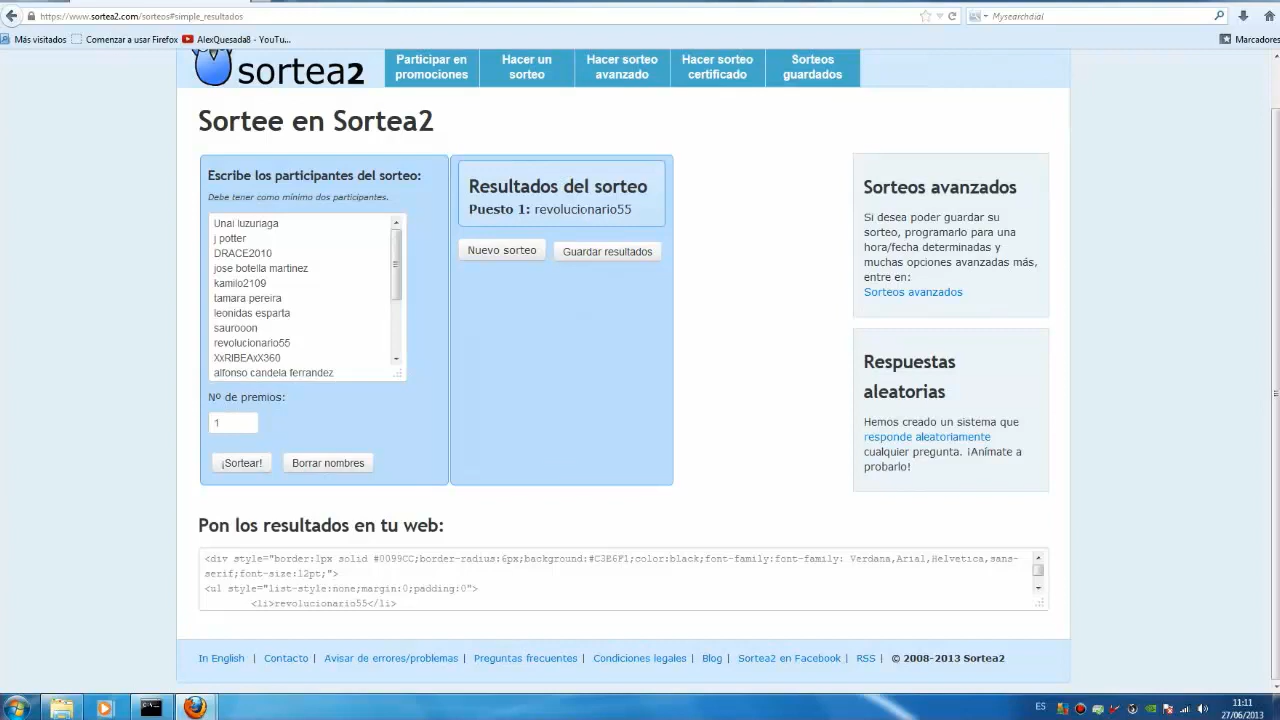 https://www.sortea2.com/sorteos#simple_resultados
Mysearchdial
Más visitados
Comenzar a usar Firefox
AlexQuesada8 - YouTu...
Marcadores
sortea2
Participar en promociones
Hacer un sorteo
Hacer sorteo avanzado
Hacer sorteo certificado
Sorteos guardados
Sortee en Sortea2
Escribe los participantes del sorteo:
Debe tener como mínimo dos participantes.
Unai luzuriaga
j potter
DRACE2010
jose botella martinez
kamilo2109
tamara pereira
leonidas esparta
saurooon
revolucionario55
XxRIBEAxX360
alfonso candela ferrandez
Nº de premios:
1
¡Sortear!
Borrar nombres
Resultados del sorteo
Puesto 1: revolucionario55
Nuevo sorteo
Guardar resultados
Sorteos avanzados
Si desea poder guardar su
sorteo, programarlo para una
hora/fecha determinadas y
muchas opciones avanzadas más,
entre en:
Sorteos avanzados
Respuestas
aleatorias
Hemos creado un sistema que
responde aleatoriamente
cualquier pregunta. ¡Anímate a
probarlo!
Pon los resultados en tu web:
<div style="border:1px solid #0099CC;border-radius:6px;background:#C3E6F1;color:black;font-family:font-family: Verdana,Arial,Helvetica,sans-
serif;font-size:12pt;">
<ul style="list-style:none;margin:0;padding:0">
<li>revolucionario55</li>
In English | Contacto | Avisar de errores/problemas | Preguntas frecuentes | Condiciones legales | Blog | Sortea2 en Facebook | RSS | © 2008-2013 Sortea2
ES
11:11
27/06/2013